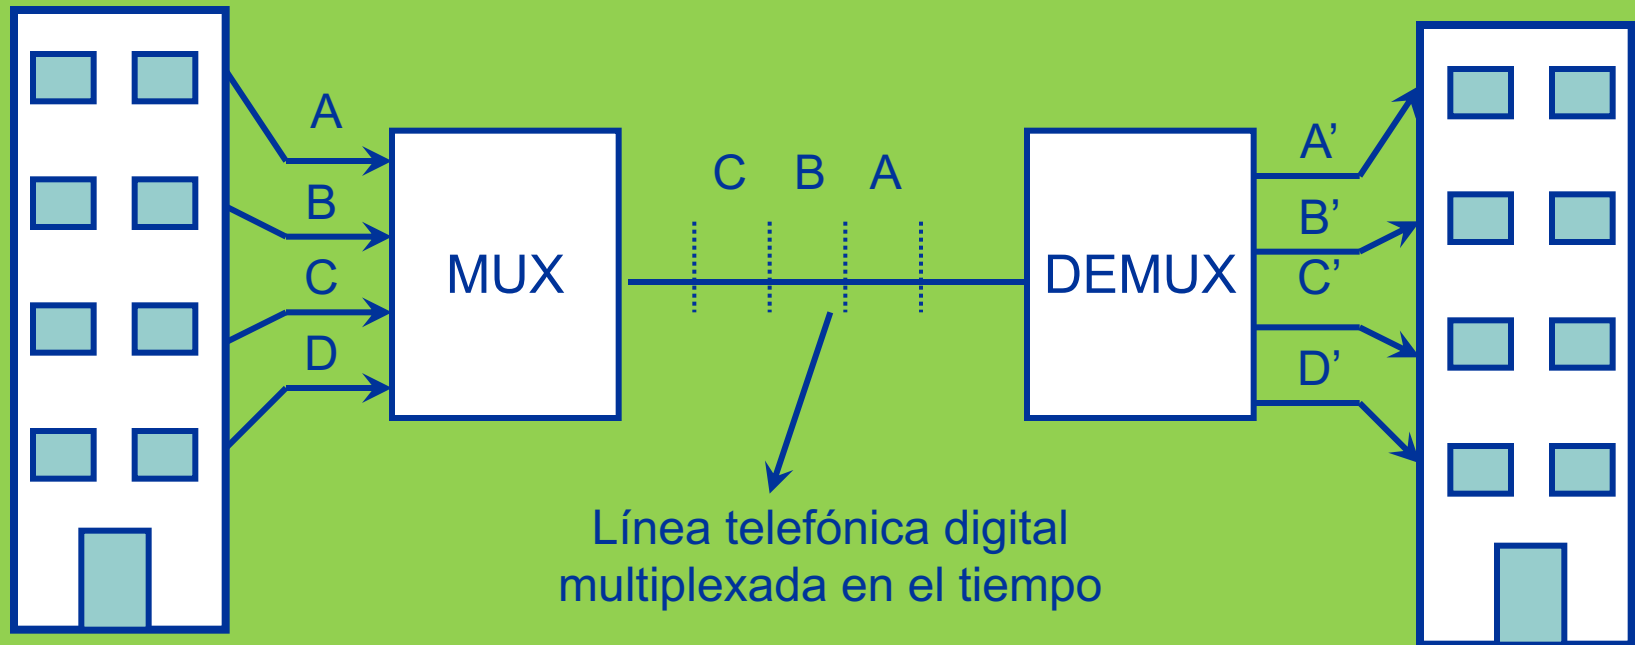 A
B
C
D
MUX
C B A
DEMUX
A’
B’
C’
D’
Línea telefónica digital
multiplexada en el tiempo